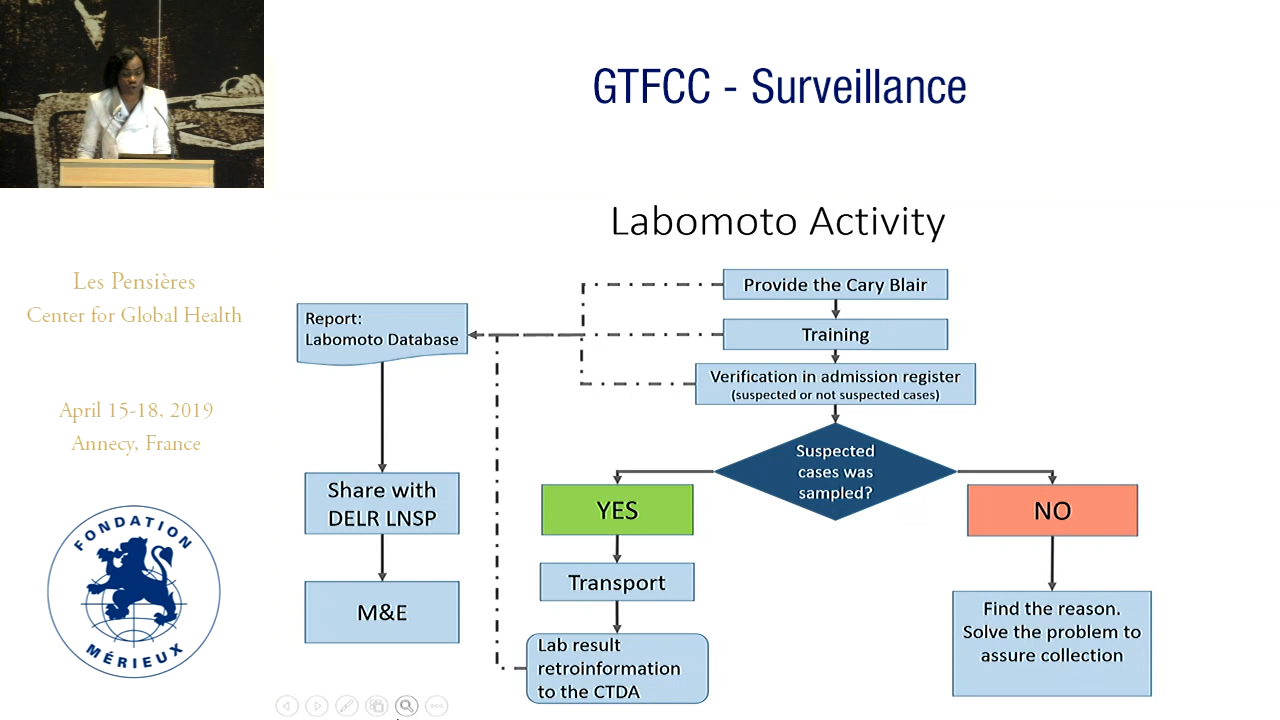 GTFCC - Surveillance
Labomoto Activity
Les Pensières
Center for Global Health
April 15-18, 2019
Annecy, France
FONDATION
MÉRIEUX
Provide the Cary Blair
Training
Verification in admission register
(suspected or not suspected cases)
Suspected
cases was
sampled?
YES
Transport
Lab result
retroinformation
to the CTDA
NO
Find the reason.
Solve the problem to
assure collection
Report:
Labomoto Database
Share with
DELR LNSP
M&E